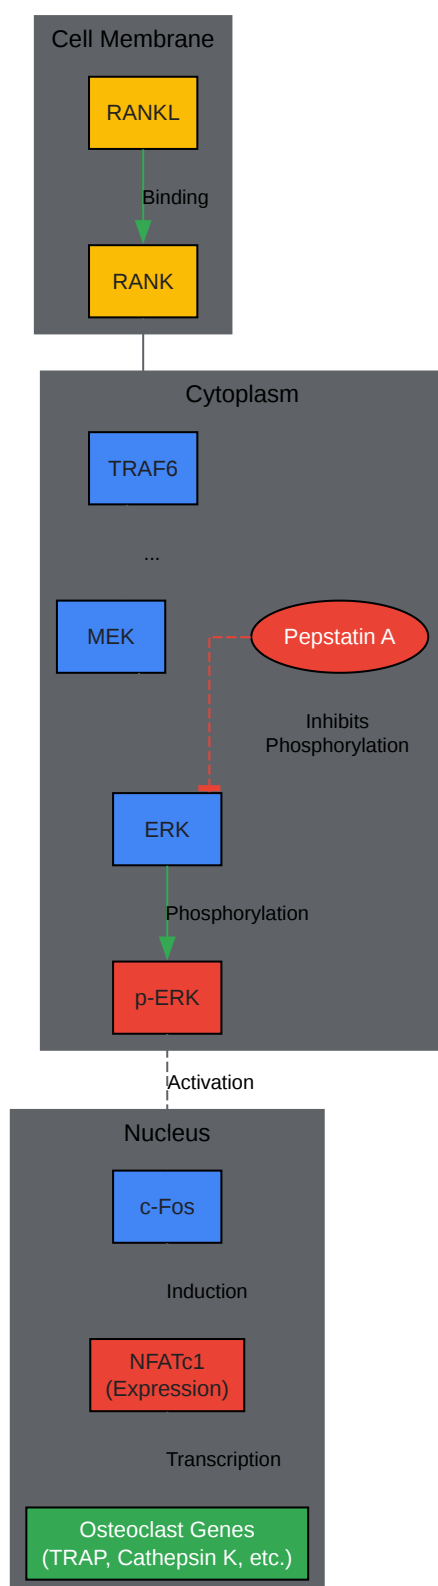 Cell Membrane
RANKL
Binding
RANK
Cytoplasm
TRAF6
...
MEK
Pepstatin A
Inhibits
Phosphorylation
ERK
Phosphorylation
p-ERK
Activation
Nucleus
c-Fos
Induction
NFATc1
(Expression)
Transcription
Osteoclast Genes
(TRAP, Cathepsin K, etc.)